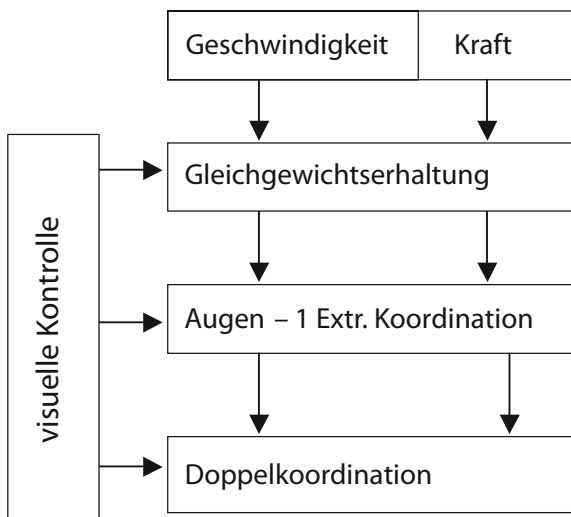 Geschwindigkeit Kraft
Gleichgewichtserhaltung
visuelle Kontrolle
Augen – 1 Extr. Koordination
Doppelkoordination